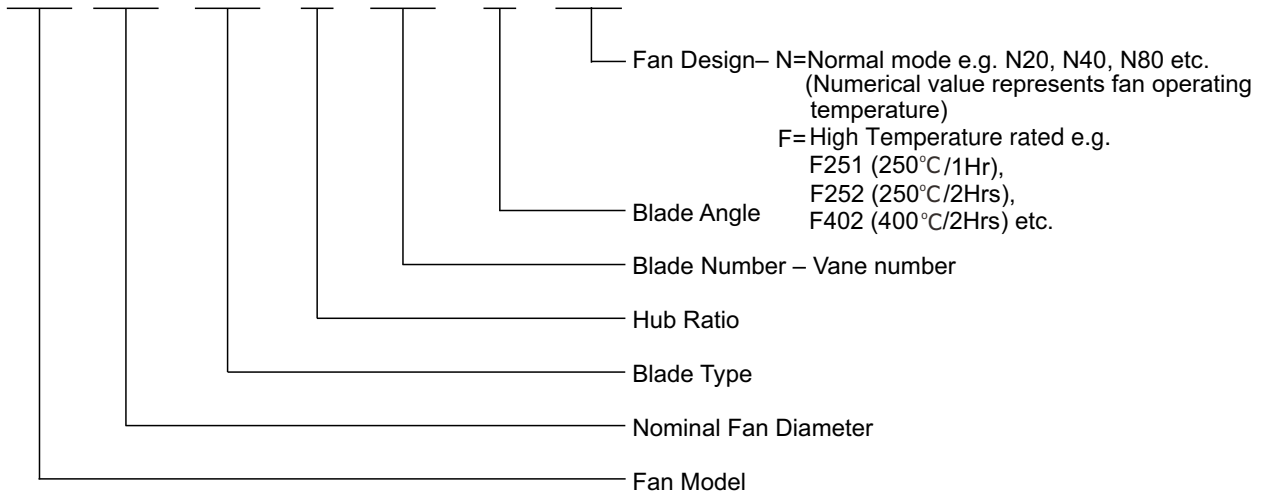 Fan Design– N=Normal mode e.g. N20, N40, N80 etc.
(Numerical value represents fan operating
temperature)
F=High Temperature rated e.g.
F251 (250℃/1Hr),
F252 (250℃/2Hrs),
F402 (400℃/2Hrs) etc.
Blade Angle
Blade Number – Vane number
Hub Ratio
Blade Type
Nominal Fan Diameter
Fan Model